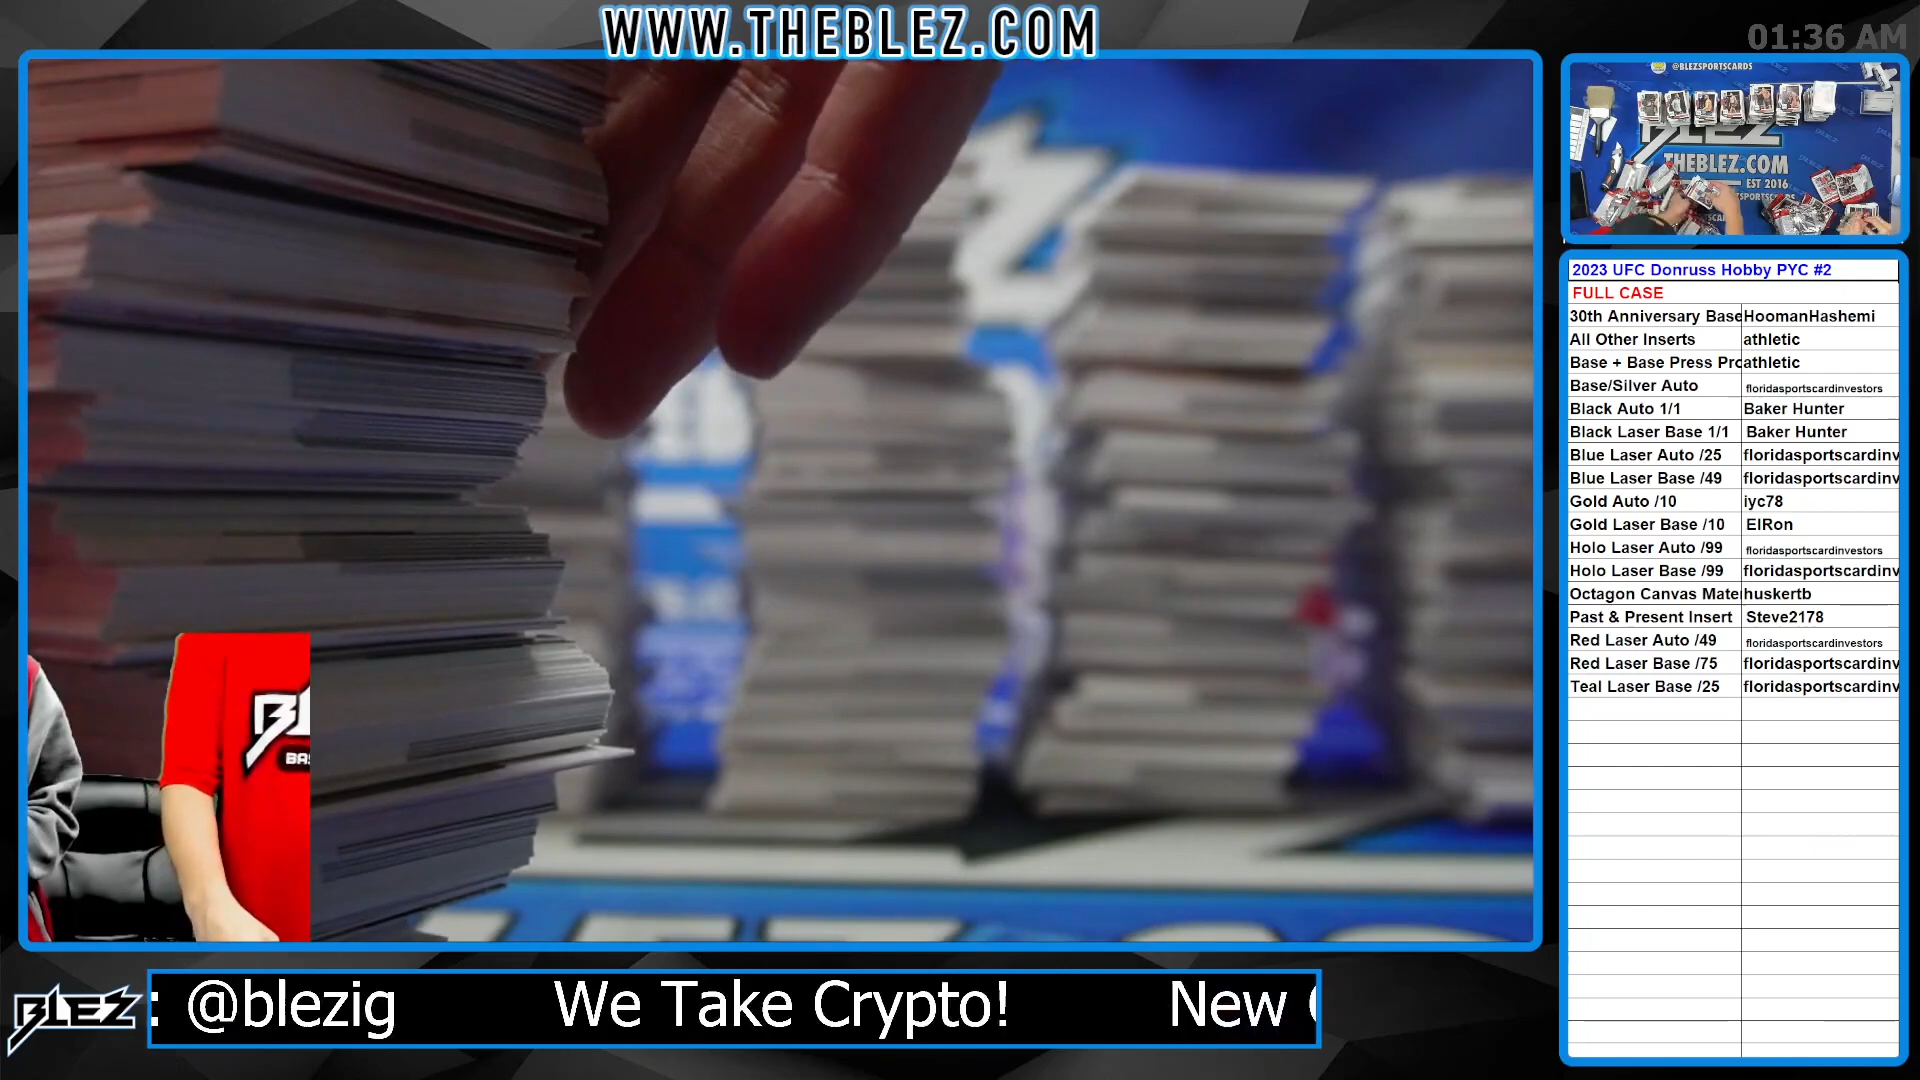 WWW.THEBLEZ.COM
01:36 AM
@BLEZSPORTSCARDS
BLEZ
THEBLEZ.COM
EST 2016
2023 UFC Donruss Hobby PYC #2
FULL CASE
30th Anniversary Base HoomanHashemi
All Other Inserts athletic
Base + Base Press Pro athletic
Base/Silver Auto floridasportscardinvestors
Black Auto 1/1 Baker Hunter
Black Laser Base 1/1 Baker Hunter
Blue Laser Auto /25 floridasportscardinv
Blue Laser Base /49 floridasportscardinv
Gold Auto /10 iyc78
Gold Laser Base /10 ElRon
Holo Laser Auto /99 floridasportscardinvestors
Holo Laser Base /99 floridasportscardinv
Octagon Canvas Mate huskertb
Past & Present Insert Steve2178
Red Laser Auto /49 floridasportscardinvestors
Red Laser Base /75 floridasportscardinv
Teal Laser Base /25 floridasportscardinv
BL
BA
BLEZ
: @blezig We Take Crypto! New